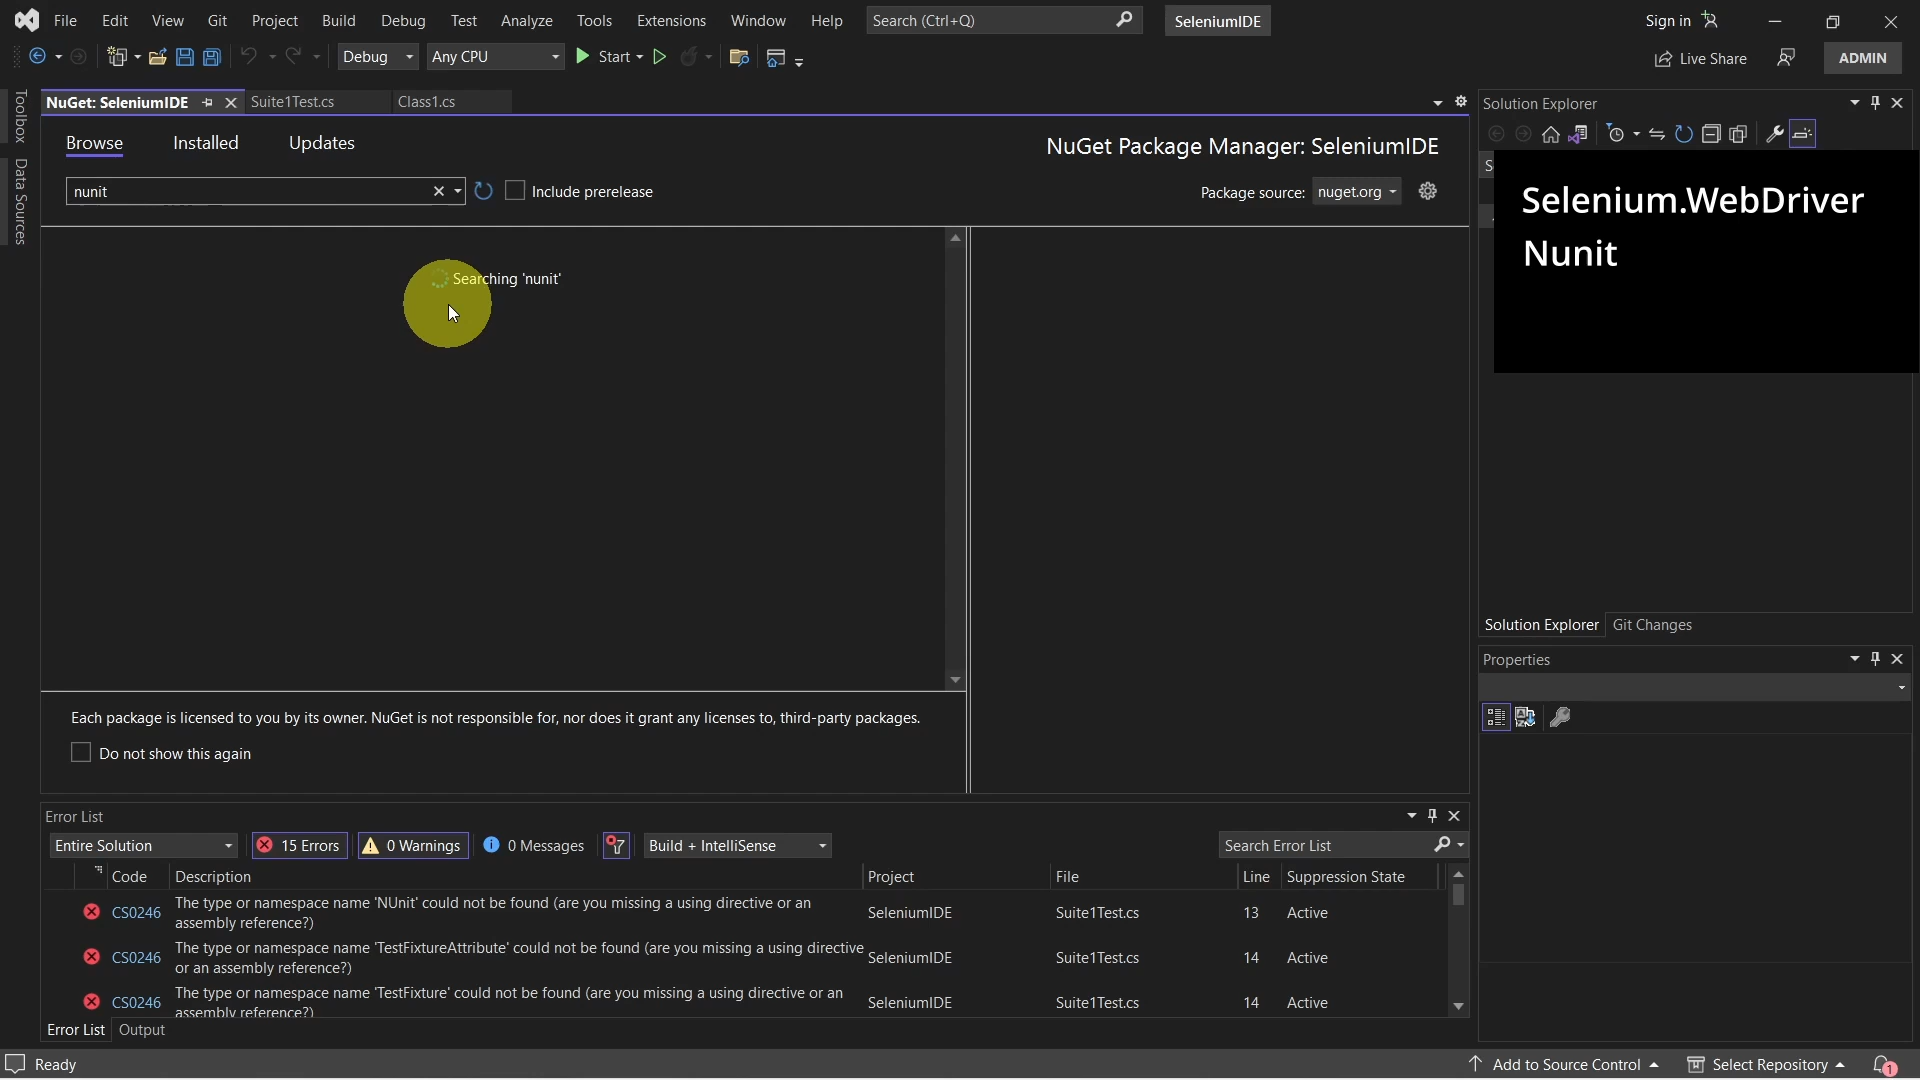 File Edit View Git Project Build Debug Test Analyze Tools Extensions Window Help Search (Ctrl+Q) SeleniumIDE Sign in
Debug Any CPU Start Live Share ADMIN
Toolbox
Data Sources
NuGet: SeleniumIDE Suite1Test.cs Class1.cs
Browse Installed Updates
NuGet Package Manager: SeleniumIDE
nunit Include prerelease Package source: nuget.org
Searching 'nunit'
Each package is licensed to you by its owner. NuGet is not responsible for, nor does it grant any licenses to, third-party packages.
Do not show this again
Solution Explorer
Selenium.WebDriver
Nunit
Solution Explorer Git Changes
Properties
Error List
Entire Solution 15 Errors 0 Warnings 0 Messages Build + IntelliSense Search Error List
Code Description Project File Line Suppression State
CS0246 The type or namespace name 'NUnit' could not be found (are you missing a using directive or an SeleniumIDE Suite1Test.cs 13 Active
assembly reference?)
CS0246 The type or namespace name 'TestFixtureAttribute' could not be found (are you missing a using directive SeleniumIDE Suite1Test.cs 14 Active
or an assembly reference?)
CS0246 The type or namespace name 'TestFixture' could not be found (are you missing a using directive or an SeleniumIDE Suite1Test.cs 14 Active
assembly reference?)
Error List Output
Ready Add to Source Control Select Repository 1